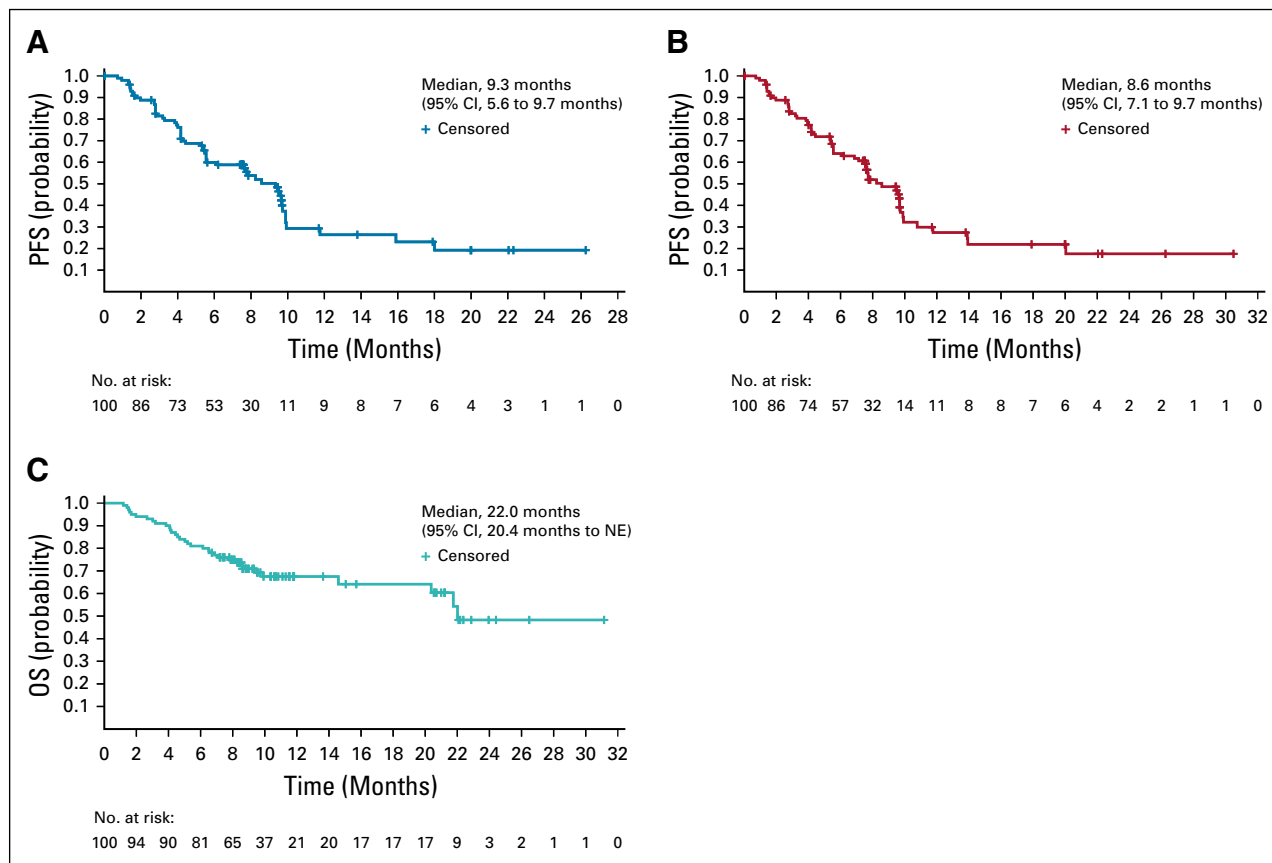 A
PFS (probability)
1.0
0.9
0.8
0.7
0.6
0.5
0.4
0.3
0.2
0.1
Median, 9.3 months
(95% CI, 5.6 to 9.7 months)
+ Censored
0 2 4 6 8 10 12 14 16 18 20 22 24 26 28
Time (Months)
No. at risk:
100 86 73 53 30 11 9 8 7 6 4 3 1 1 0
B
PFS (probability)
1.0
0.9
0.8
0.7
0.6
0.5
0.4
0.3
0.2
0.1
Median, 8.6 months
(95% CI, 7.1 to 9.7 months)
+ Censored
0 2 4 6 8 10 12 14 16 18 20 22 24 26 28 30 32
Time (Months)
No. at risk:
100 86 74 57 32 14 11 8 8 7 6 4 2 2 1 1 0
C
OS (probability)
1.0
0.9
0.8
0.7
0.6
0.5
0.4
0.3
0.2
0.1
Median, 22.0 months
(95% CI, 20.4 months to NE)
+ Censored
0 2 4 6 8 10 12 14 16 18 20 22 24 26 28 30 32
Time (Months)
No. at risk:
100 94 90 81 65 37 21 20 17 17 17 9 3 2 1 1 0